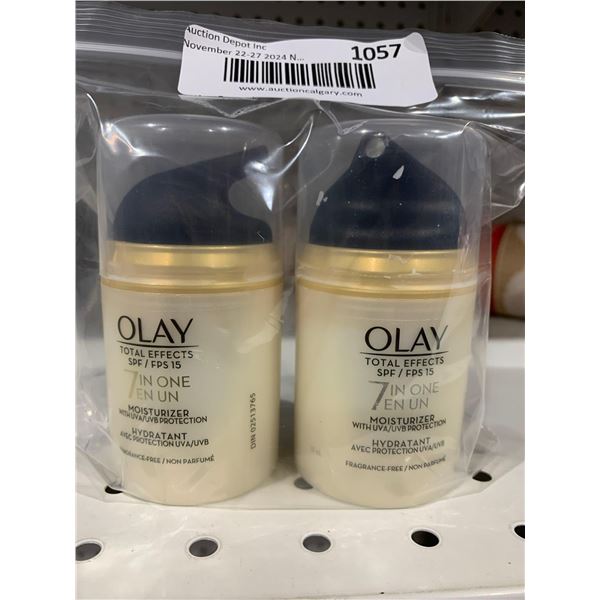 Auction Depot Inc
November 22-27 2024 N...
1057
www.auctioncalgary.com
OLAY
TOTAL EFFECTS
SPF / FPS 15
7 IN ONE
EN UN
MOISTURIZER
WITH UVA/UVB PROTECTION
HYDRATANT
AVEC PROTECTION UVA/UVB
FRAGRANCE-FREE / NON PARFUMÉ
DIN 02513765
OLAY
TOTAL EFFECTS
SPF / FPS 15
7 IN ONE
EN UN
MOISTURIZER
WITH UVA/UVB PROTECTION
HYDRATANT
AVEC PROTECTION UVA/UVB
FRAGRANCE-FREE / NON PARFUMÉ